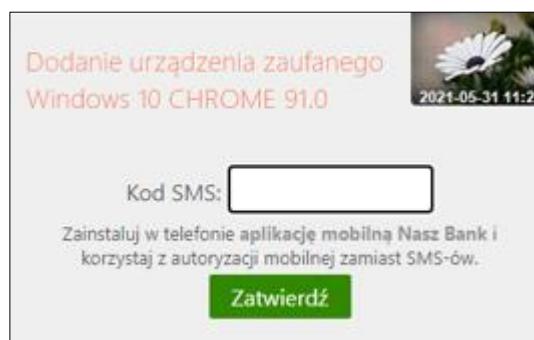 Dodanie urządzenia zaufanego
Windows 10 CHROME 91.0
2021-05-31 11:2
Kod SMS:
Zainstaluj w telefonie aplikację mobilną Nasz Bank i
korzystaj z autoryzacji mobilnej zamiast SMS-ów.
Zatwierdź